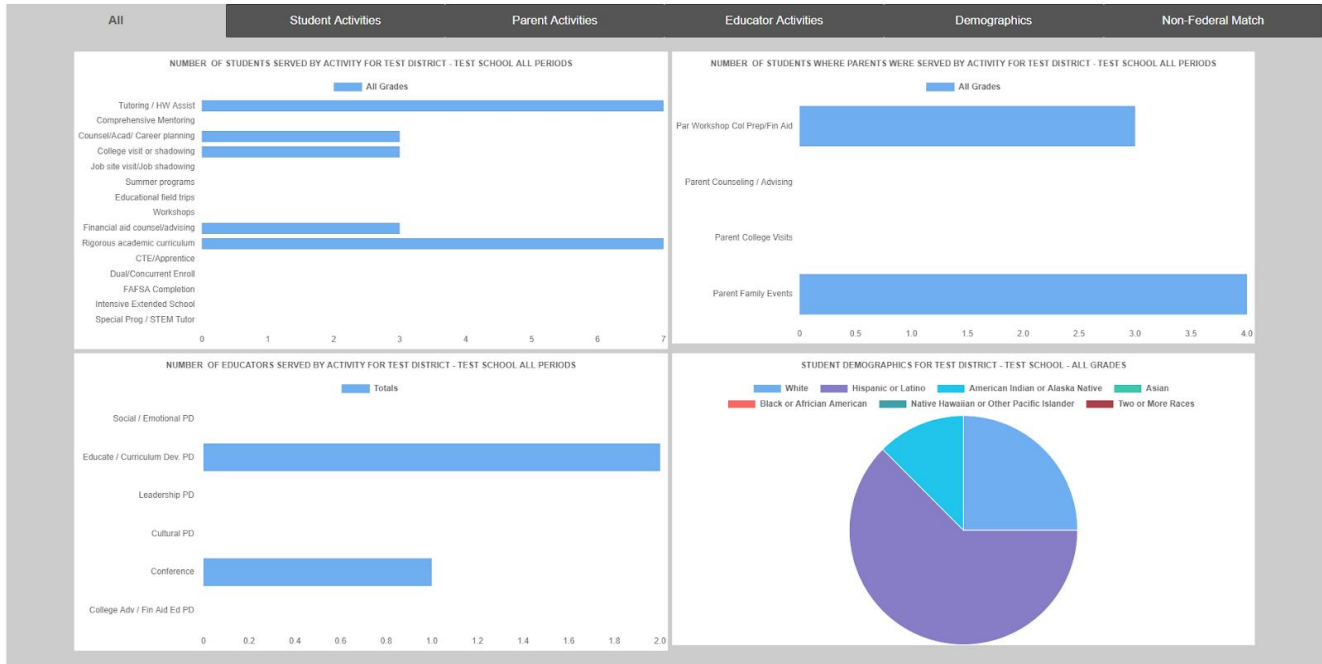 All Student Activities Parent Activities Educator Activities Demographics Non-Federal Match
NUMBER OF STUDENTS SERVED BY ACTIVITY FOR TEST DISTRICT - TEST SCHOOL ALL PERIODS
All Grades
Tutoring / HW Assist
Comprehensive Mentoring
Counsel/Acad/ Career planning
College visit or shadowing
Job site visit/Job shadowing
Summer programs
Educational field trips
Workshops
Financial aid counsel/advising
Rigorous academic curriculum
CTE/Apprentice
Dual/Concurrent Enroll
FAFSA Completion
Intensive Extended School
Special Prog / STEM Tutor
0 1 2 3 4 5 6 7
NUMBER OF STUDENTS WHERE PARENTS WERE SERVED BY ACTIVITY FOR TEST DISTRICT - TEST SCHOOL ALL PERIODS
All Grades
Par Workshop Col Prep/Fin Aid
Parent Counseling / Advising
Parent College Visits
Parent Family Events
0 0.5 1.0 1.5 2.0 2.5 3.0 3.5 4.0
NUMBER OF EDUCATORS SERVED BY ACTIVITY FOR TEST DISTRICT - TEST SCHOOL ALL PERIODS
Totals
Social / Emotional PD
Educate / Curriculum Dev. PD
Leadership PD
Cultural PD
Conference
College Adv / Fin Aid Ed PD
0 0.2 0.4 0.6 0.8 1.0 1.2 1.4 1.6 1.8 2.0
STUDENT DEMOGRAPHICS FOR TEST DISTRICT - TEST SCHOOL - ALL GRADES
White Hispanic or Latino American Indian or Alaska Native Asian
Black or Africian American Native Hawaiian or Other Pacific Islander Two or More Races